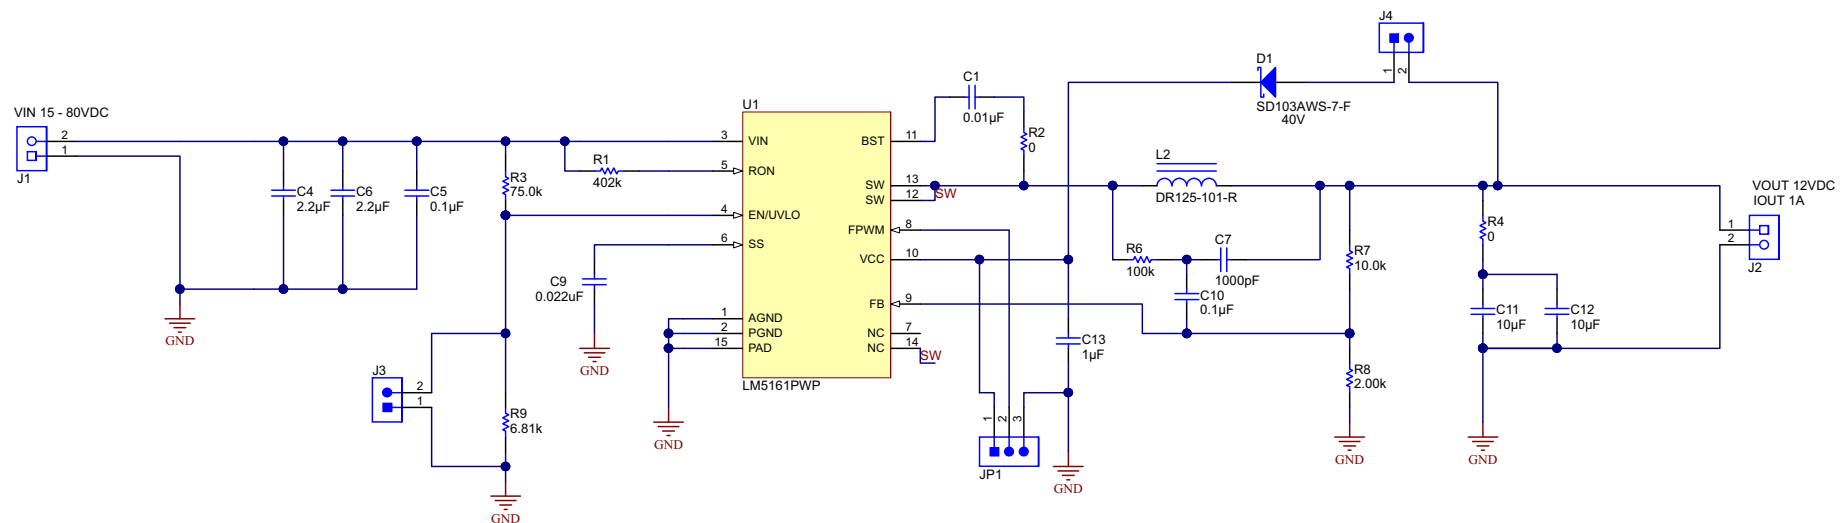 J4
1
2
D1
SD103AWS-7-F
40V
VIN 15 - 80VDC
2
1
J1
GND
C4
2.2µF
C6
2.2µF
C5
0.1µF
R3
75.0k
R1
402k
C9
0.022uF
GND
J3
2
1
R9
6.81k
GND
GND
U1
3
VIN
5
RON
4
EN/UVLO
6
SS
1
AGND
2
PGND
15
PAD
BST
11
SW
13
SW
12
FPWM
8
VCC
10
FB
9
NC
7
NC
14
LM5161PWP
SW
SW
C1
0.01µF
R2
0
L2
DR125-101-R
R6
100k
C7
1000pF
C10
0.1µF
C13
1µF
1
2
3
JP1
GND
R7
10.0k
R8
2.00k
GND
R4
0
C11
10µF
C12
10µF
GND
VOUT 12VDC
IOUT 1A
1
2
J2